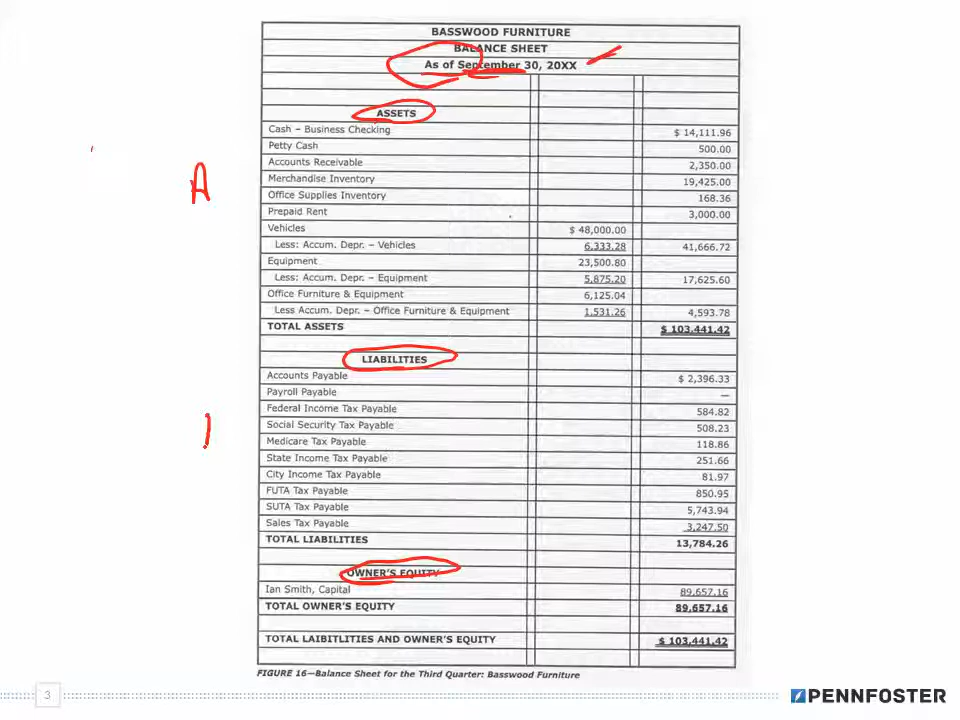 BASSWOOD FURNITURE
BALANCE SHEET
As of September 30, 20XX
ASSETS
Cash – Business Checking $ 14,111.96
Petty Cash 500.00
A
Accounts Receivable 2,350.00
Merchandise Inventory 19,425.00
Office Supplies Inventory 168.36
Prepaid Rent 3,000.00
Vehicles $ 48,000.00
Less: Accum. Depr. – Vehicles 6,333.28 41,666.72
Equipment 23,500.80
Less: Accum. Depr. – Equipment 5,875.20 17,625.60
Office Furniture & Equipment 6,125.04
Less Accum. Depr. – Office Furniture & Equipment 1,531.26 4,593.78
TOTAL ASSETS $ 103,441.42
LIABILITIES
Accounts Payable $ 2,396.33
Payroll Payable —
Federal Income Tax Payable 584.82
Social Security Tax Payable 508.23
Medicare Tax Payable 118.86
State Income Tax Payable 251.66
City Income Tax Payable 81.97
FUTA Tax Payable 850.95
SUTA Tax Payable 5,743.94
Sales Tax Payable 3,247.50
TOTAL LIABILITIES 13,784.26
OWNER'S EQUITY
Ian Smith, Capital 89,657.16
TOTAL OWNER'S EQUITY 89,657.16
TOTAL LAIBITLITIES AND OWNER'S EQUITY $ 103,441.42
FIGURE 16—Balance Sheet for the Third Quarter: Basswood Furniture
3
PENNFOSTER